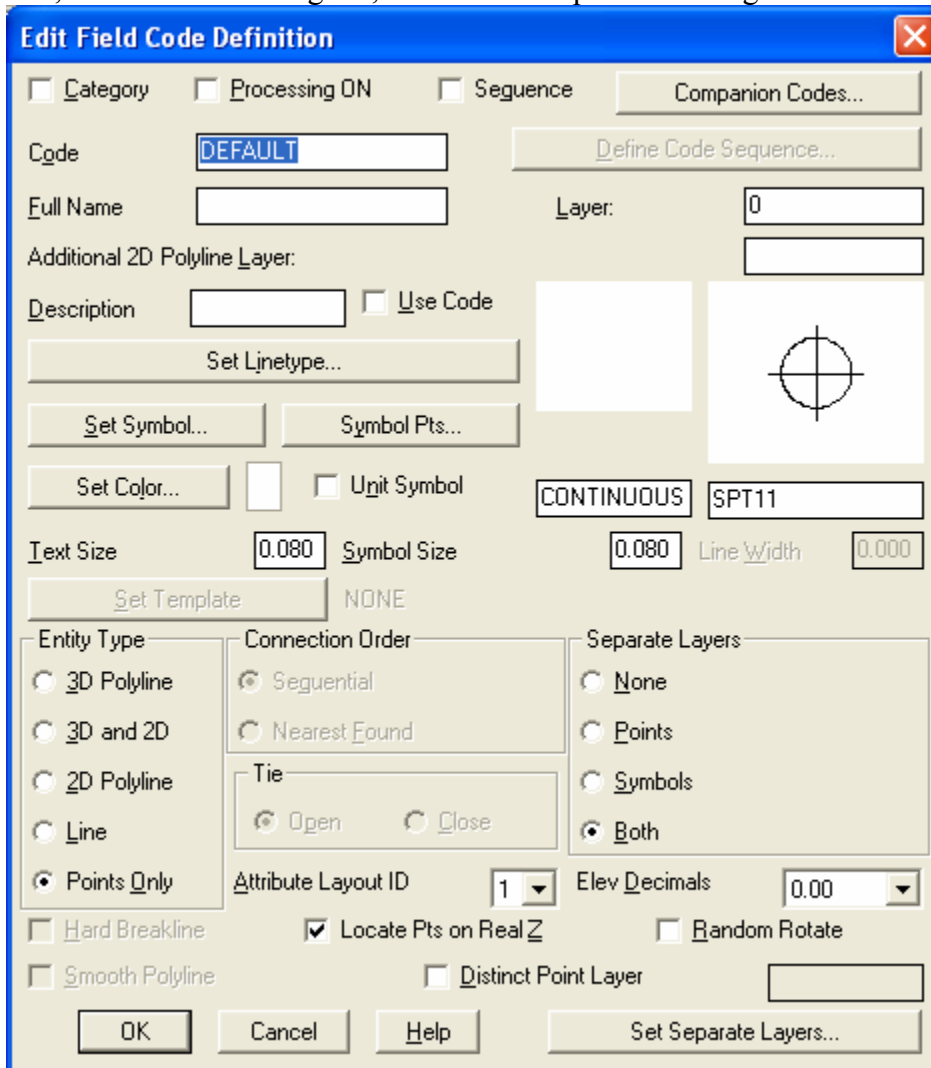 Edit Field Code Definition
Category Processing ON Sequence Companion Codes...
Code DEFAULT Define Code Sequence...
Full Name Layer: 0
Additional 2D Polyline Layer:
Description Use Code
Set Linetype...
Set Symbol... Symbol Pts...
Set Color... Unit Symbol CONTINUOUS SPT11
Text Size 0.080 Symbol Size 0.080 Line Width 0.000
Set Template NONE
Entity Type Connection Order Separate Layers
3D Polyline Sequential None
3D and 2D Nearest Found Points
2D Polyline Tie Symbols
Line Open Close Both
Points Only Attribute Layout ID 1 Elev Decimals 0.00
Hard Breakline Locate Pts on Real Z Random Rotate
Smooth Polyline Distinct Point Layer
OK Cancel Help Set Separate Layers...